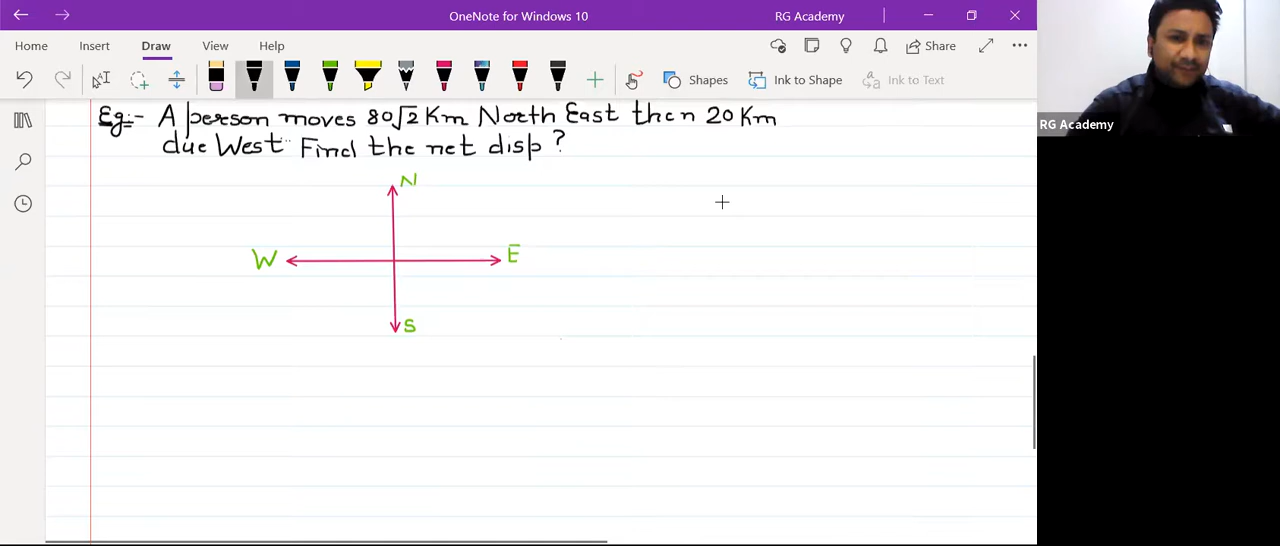 OneNote for Windows 10
RG Academy
Home Insert Draw View Help
Share
Shapes
Ink to Shape
Ink to Text
RG Academy
Eg:- A person moves 80√2 Km North East then 20 Km
due West. Find the net disp ?
N
W
E
S